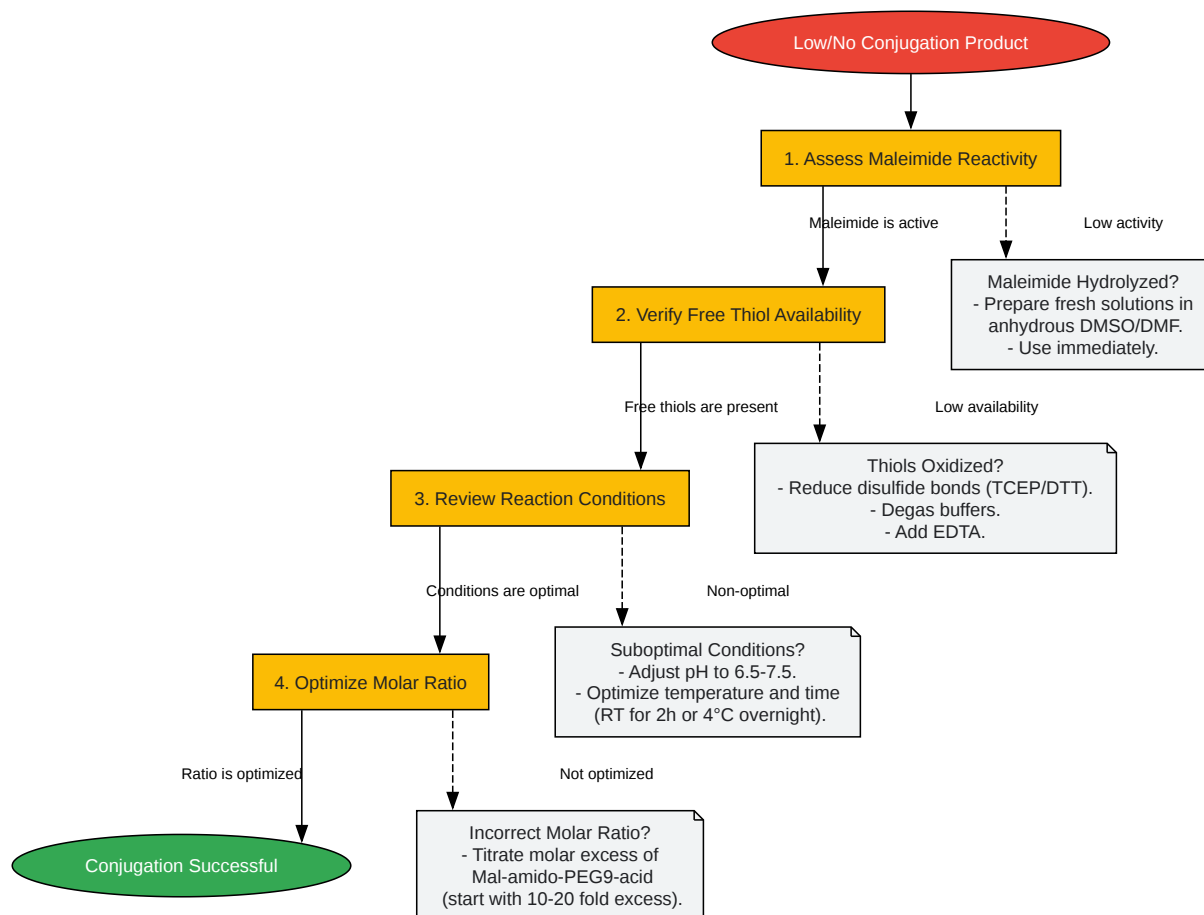 Low/No Conjugation Product
1. Assess Maleimide Reactivity
Maleimide is active
Low activity
Maleimide Hydrolyzed?
- Prepare fresh solutions in
anhydrous DMSO/DMF.
- Use immediately.
2. Verify Free Thiol Availability
Free thiols are present
Low availability
Thiols Oxidized?
- Reduce disulfide bonds (TCEP/DTT).
- Degas buffers.
- Add EDTA.
3. Review Reaction Conditions
Conditions are optimal
Non-optimal
Suboptimal Conditions?
- Adjust pH to 6.5-7.5.
- Optimize temperature and time
(RT for 2h or 4°C overnight).
4. Optimize Molar Ratio
Ratio is optimized
Not optimized
Incorrect Molar Ratio?
- Titrate molar excess of
Mal-amido-PEG9-acid
(start with 10-20 fold excess).
Conjugation Successful